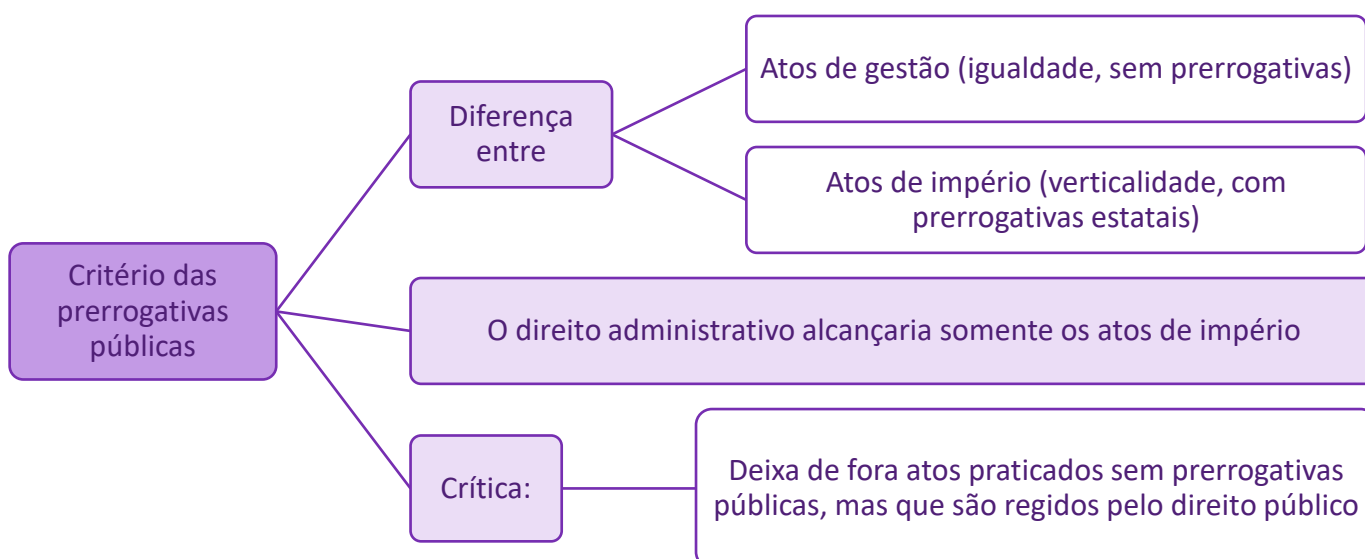 Critério das
prerrogativas
públicas
Diferença
entre
Atos de gestão (igualdade, sem prerrogativas)
Atos de império (verticalidade, com
prerrogativas estatais)
O direito administrativo alcançaria somente os atos de império
Crítica:
Deixa de fora atos praticados sem prerrogativas
públicas, mas que são regidos pelo direito público